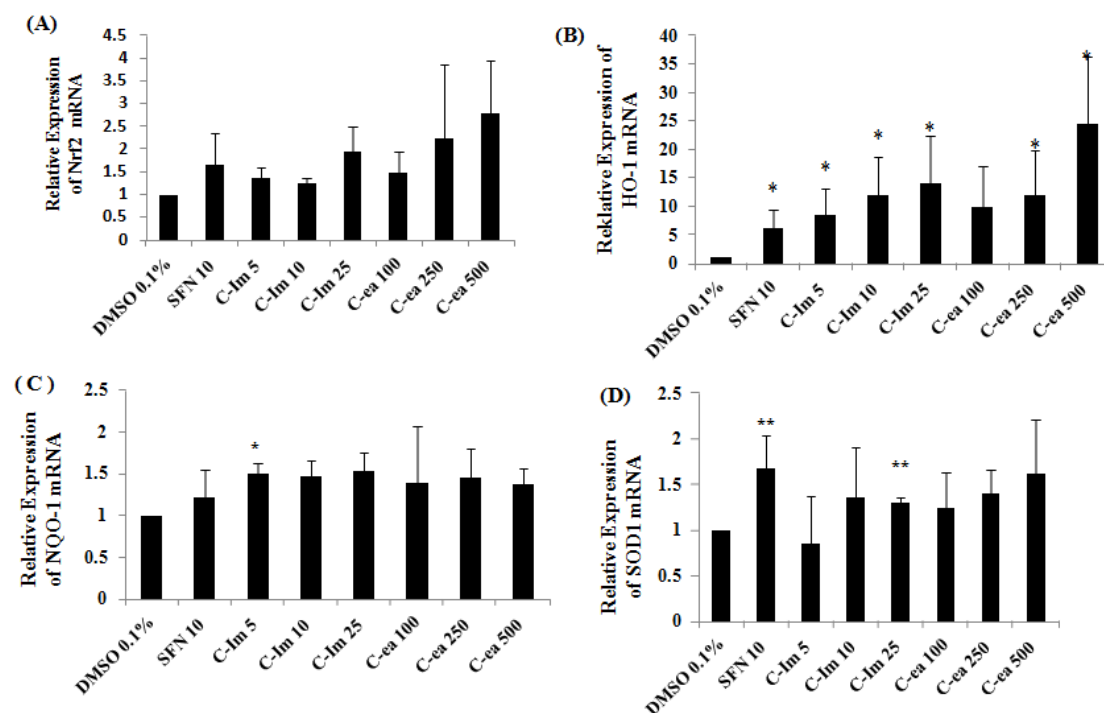 (A)
Relative Expression
of Nrf2 mRNA
4.5
4
3.5
3
2.5
2
1.5
1
0.5
0
DMSO 0.1%
SFN 10
C-Im 5
C-Im 10
C-Im 25
C-ea 100
C-ea 250
C-ea 500
(B)
Reklative Expression of
HO-1 mRNA
40
35
30
25
20
15
10
5
0
*
*
*
*
*
*
DMSO 0.1%
SFN 10
C-Im 5
C-Im 10
C-Im 25
C-ea 100
C-ea 250
C-ea 500
( C )
Relative Expression
of NQO-1 mRNA
2.5
2
1.5
1
0.5
0
*
DMSO 0.1%
SFN 10
C-Im 5
C-Im 10
C-Im 25
C-ea 100
C-ea 250
C-ea 500
(D)
Relative Expression
of SOD1 mRNA
2.5
2
1.5
1
0.5
0
**
**
DMSO 0.1%
SFN 10
C-Im 5
C-Im 10
C-Im 25
C-ea 100
C-ea 250
C-ea 500